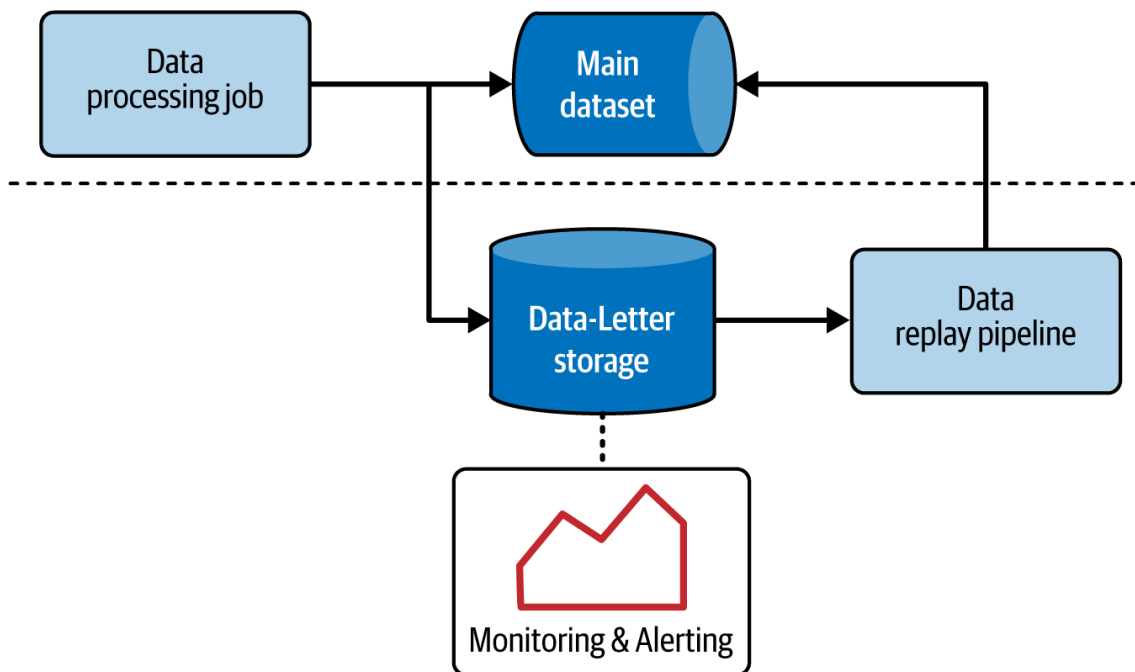 Data
processing job
Main
dataset
Data-Letter
storage
Data
replay pipeline
Monitoring & Alerting